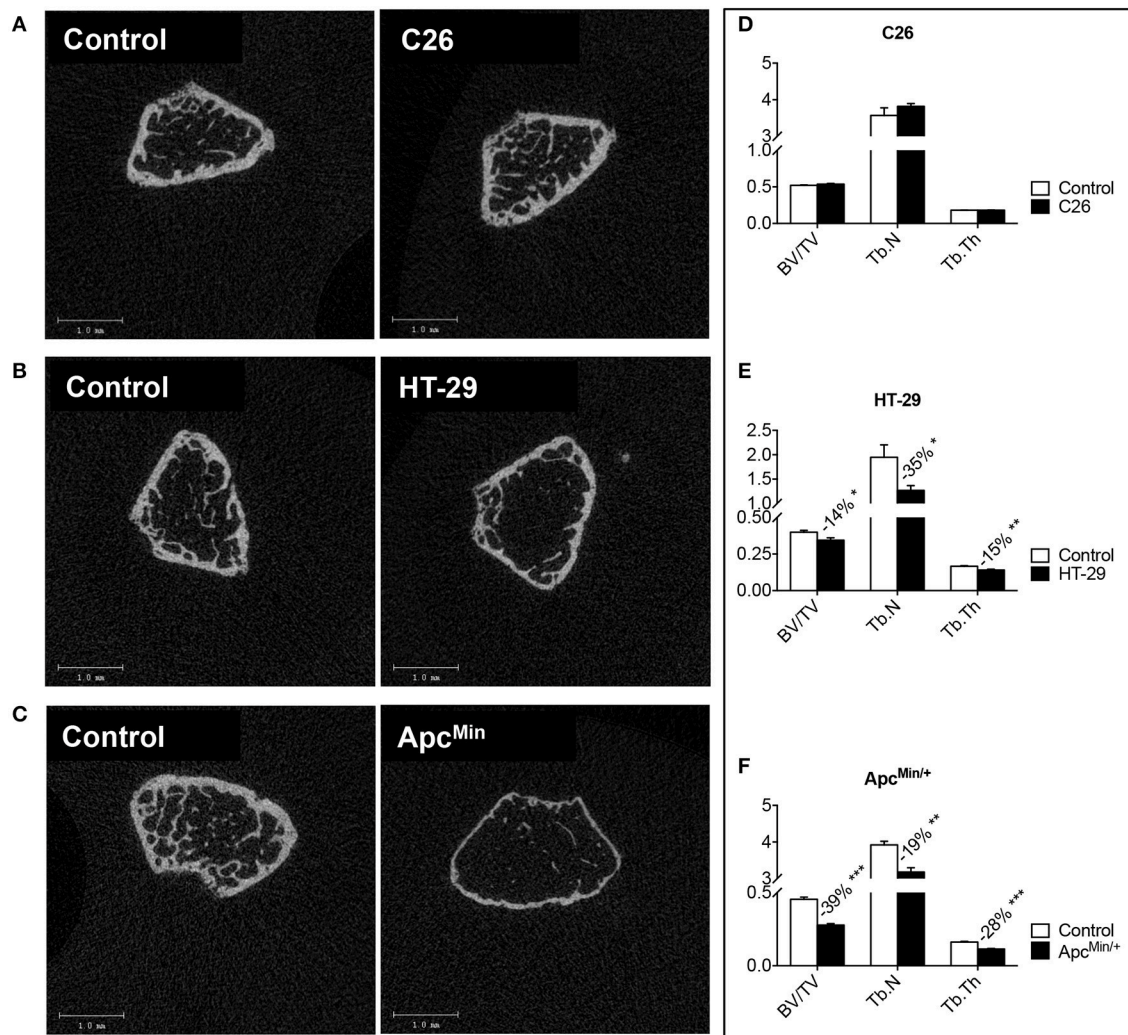 A
Control
C26
1.0 mm
1.0 mm
B
Control
HT-29
1.0 mm
1.0 mm
C
Control
ApcMin
1.0 mm
1.0 mm
D
C26
5
4
3
1.0
0.5
0.0
BV/TV
Tb.N
Tb.Th
Control
C26
E
HT-29
2.5
2.0
1.5
1.0
0.50
0.25
0.00
-14% *
-35% *
-15% **
BV/TV
Tb.N
Tb.Th
Control
HT-29
F
ApcMin/+
5
4
3
0.5
0.0
-39% ***
-19% **
-28% ***
BV/TV
Tb.N
Tb.Th
Control
ApcMin/+